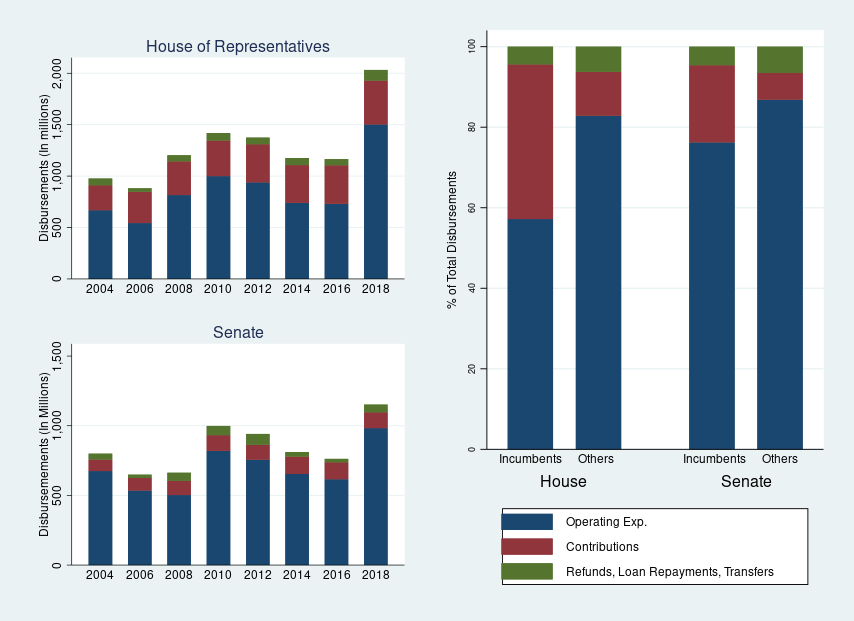 House of Representatives
Disbursements (In millions)
0 500 1,000 1,500 2,000
2004 2006 2008 2010 2012 2014 2016 2018
Senate
Disbursemements (In Millions)
0 500 1,000 1,500
2004 2006 2008 2010 2012 2014 2016 2018
% of Total Disbursements
0 20 40 60 80 100
Incumbents Others Incumbents Others
House Senate
Operating Exp.
Contributions
Refunds, Loan Repayments, Transfers